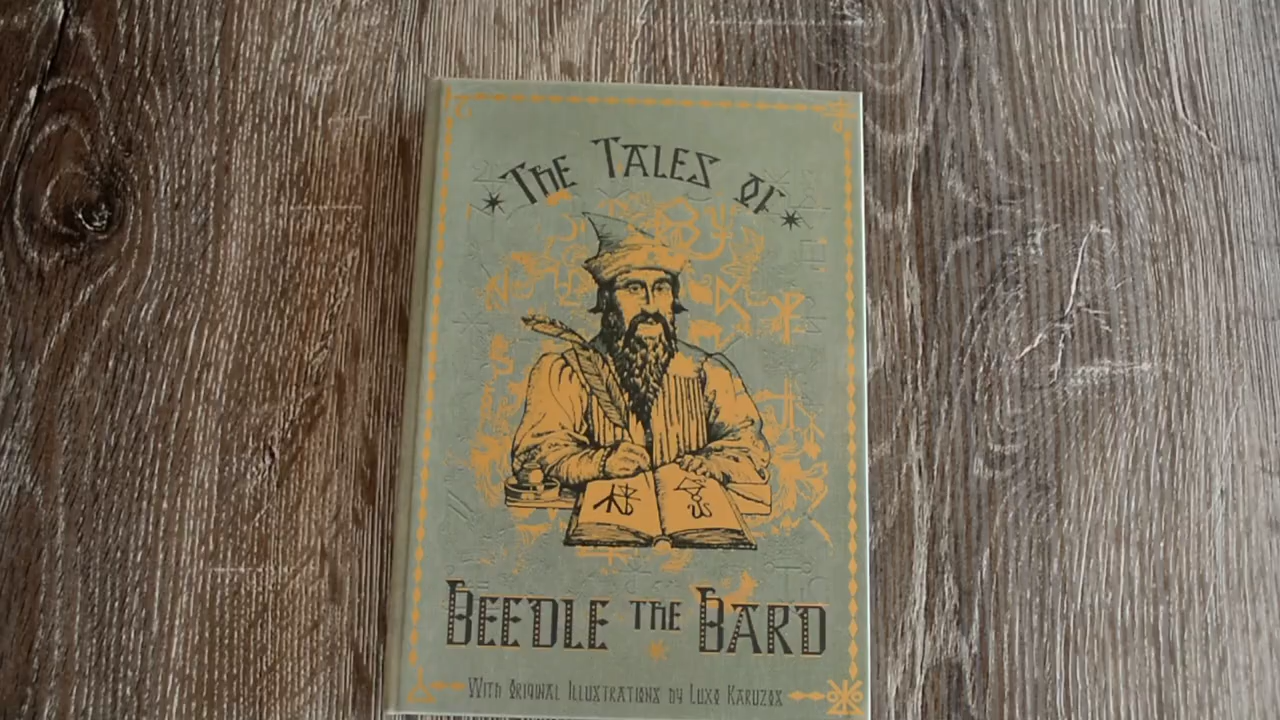 The Tales of
Beedle the Bard
With Original Illustrations by Luxo Karuzos